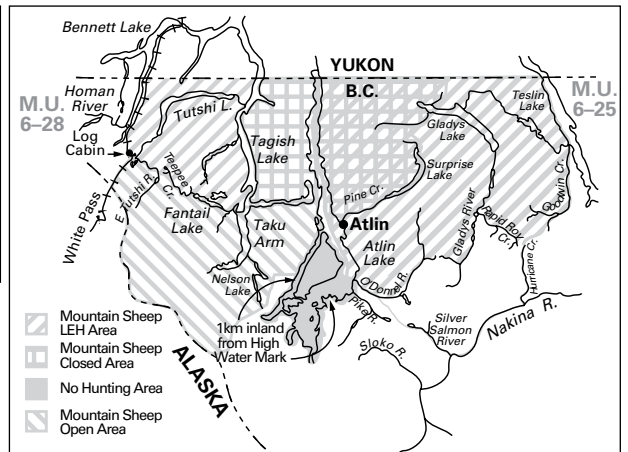 Bennett Lake
YUKON
B.C.
Homan
River
M.U.
6–28
Tutshi L.
Teslin
Lake
M.U.
6–25
Log
Cabin
Tagish
Lake
Gladys
Lake
Teepee
Cr.
Surprise
Lake
E. Tutshi R.
Pine Cr.
Goodwin Cr.
White Pass
Fantail
Lake
Taku
Arm
Atlin
Atlin
Lake
Gladys River
Rapid Roy
Cr.
Hurricane Cr.
Nelson
Lake
O'Donnel R.
1km inland
from High
Water Mark
Pike R.
Silver
Salmon
River
Nakina R.
Sloko R.
ALASKA
Mountain Sheep
LEH Area
Mountain Sheep
Closed Area
No Hunting Area
Mountain Sheep
Open Area